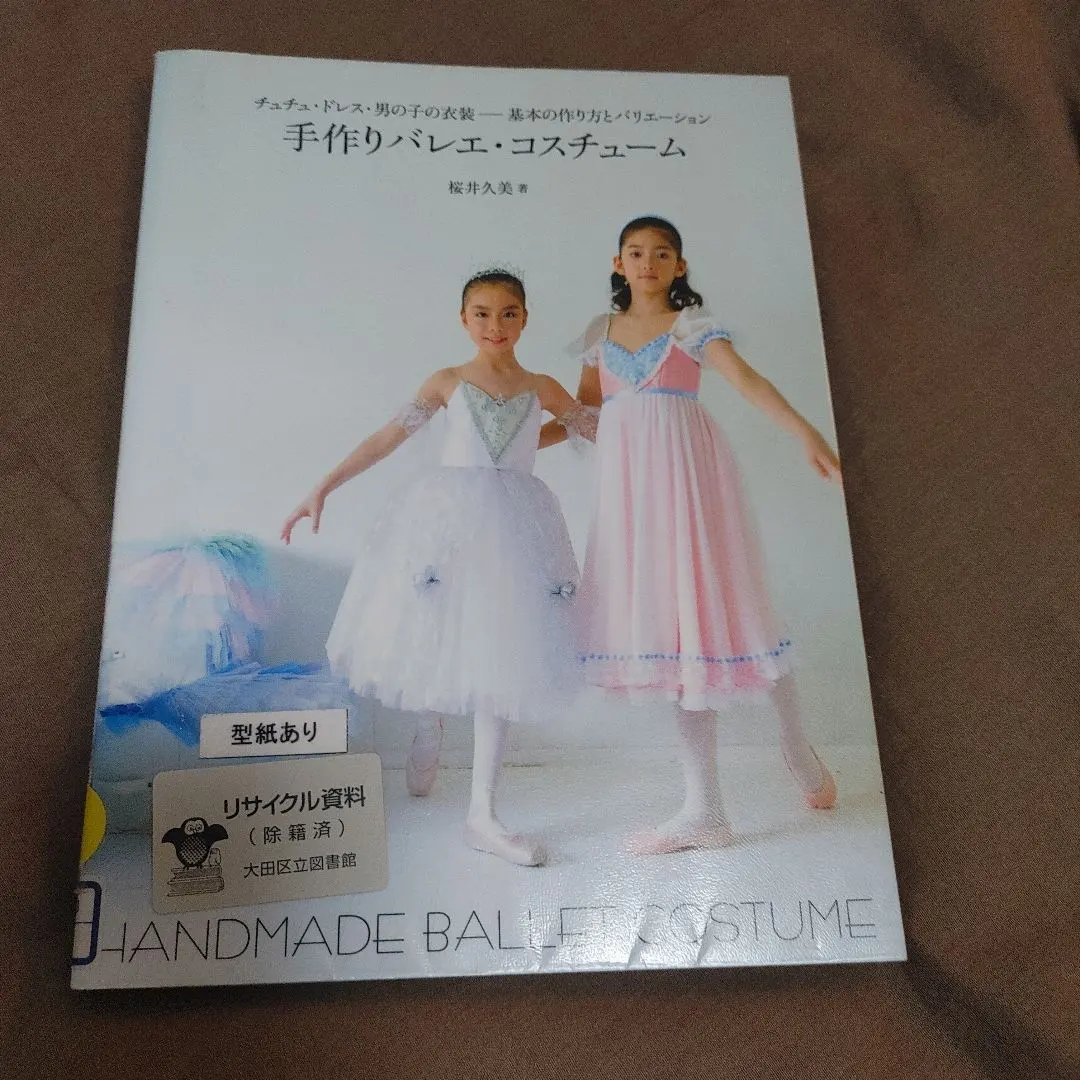 チュチュ・ドレス・男の子の衣装 ― 基本の作り方とバリエーション
手作りバレエ・コスチューム
桜井久美 著
型紙あり
リサイクル資料
(除籍済)
大田区立図書館
HANDMADE BALLET COSTUME